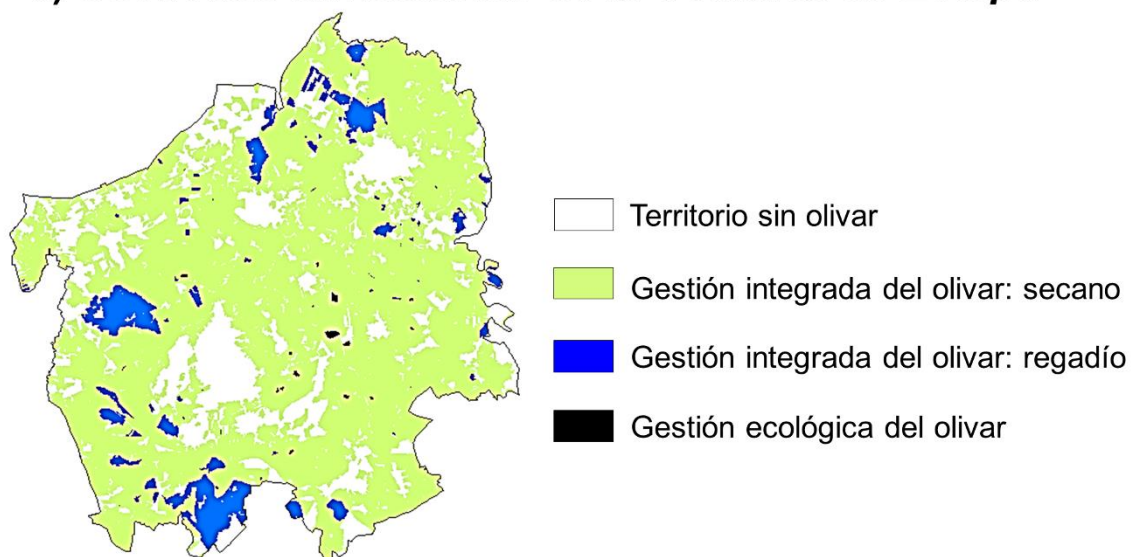 Territorio sin olivar
Gestión integrada del olivar: secano
Gestión integrada del olivar: regadío
Gestión ecológica del olivar